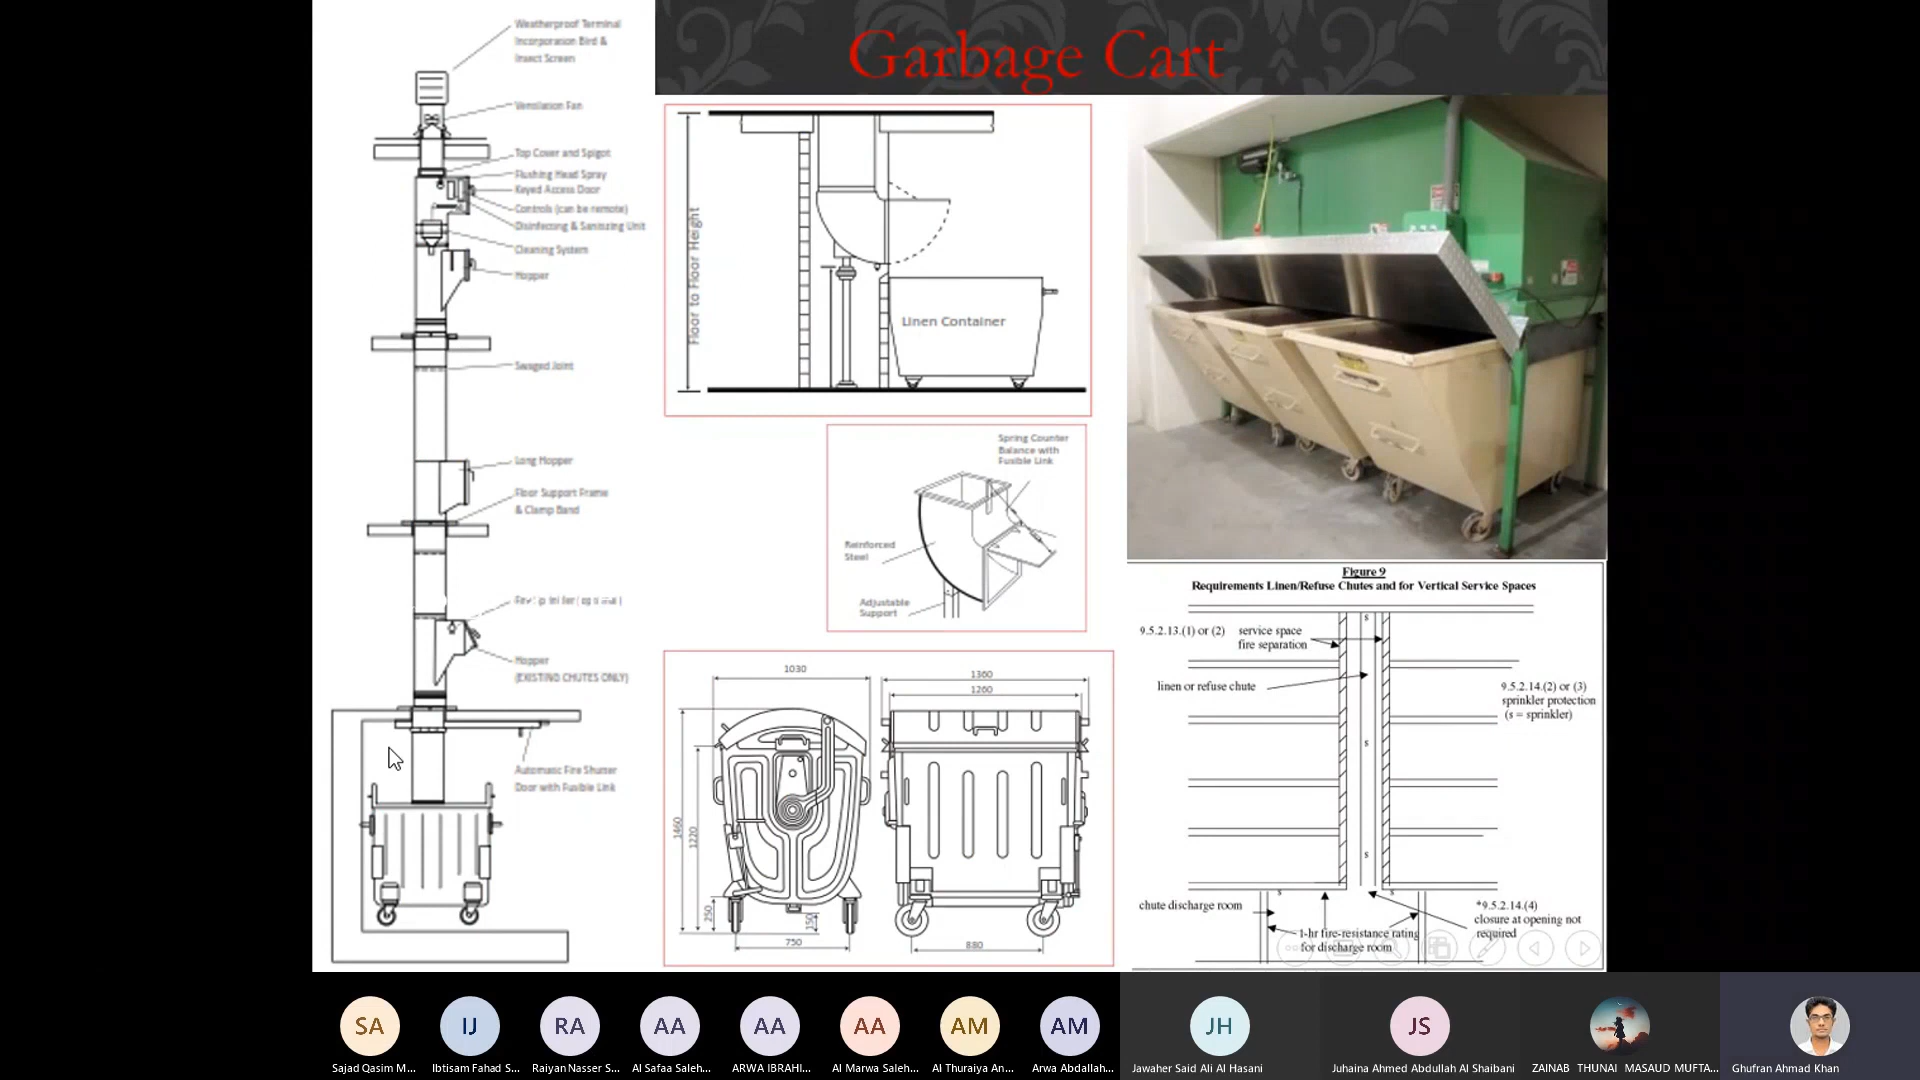 Garbage Cart
Weatherproof Terminal
Incorporation Bird &
Insect Screen
Ventilation Fan
Top Cover and Spigot
Flushing Head Spray
Keyed Access Door
Controls (can be remote)
Disinfecting & Sanitizing Unit
Cleaning System
Hopper
Swaged Joint
Long Hopper
Floor Support Frame
& Clamp Band
Hopper
(EXISTING CHUTES ONLY)
Automatic Fire Shutter
Door with Fusible Link
Floor to Floor Height
Linen Container
Spring Counter
Balance with
Fusible Link
Reinforced
Steel
Adjustable
Support
1030
1460
1220
250
150
750
1360
1260
880
Figure 9
Requirements Linen/Refuse Chutes and for Vertical Service Spaces
9.5.2.13.(1) or (2)
service space
fire separation
linen or refuse chute
9.5.2.14.(2) or (3)
sprinkler protection
(s = sprinkler)
s
s
s
s
s
chute discharge room
1-hr fire-resistance rating
for discharge room
*9.5.2.14.(4)
closure at opening not
required
SA
IJ
RA
AA
AA
AA
AM
AM
JH
JS
Sajad Qasim M...
Ibtisam Fahad S...
Raiyan Nasser S...
Al Safaa Saleh...
ARWA IBRAHI...
Al Marwa Saleh...
Al Thuraiya An...
Arwa Abdallah...
Jawaher Said Ali Al Hasani
Juhaina Ahmed Abdullah Al Shaibani
ZAINAB THUNAI MASAUD MUFTA...
Ghufran Ahmad Khan